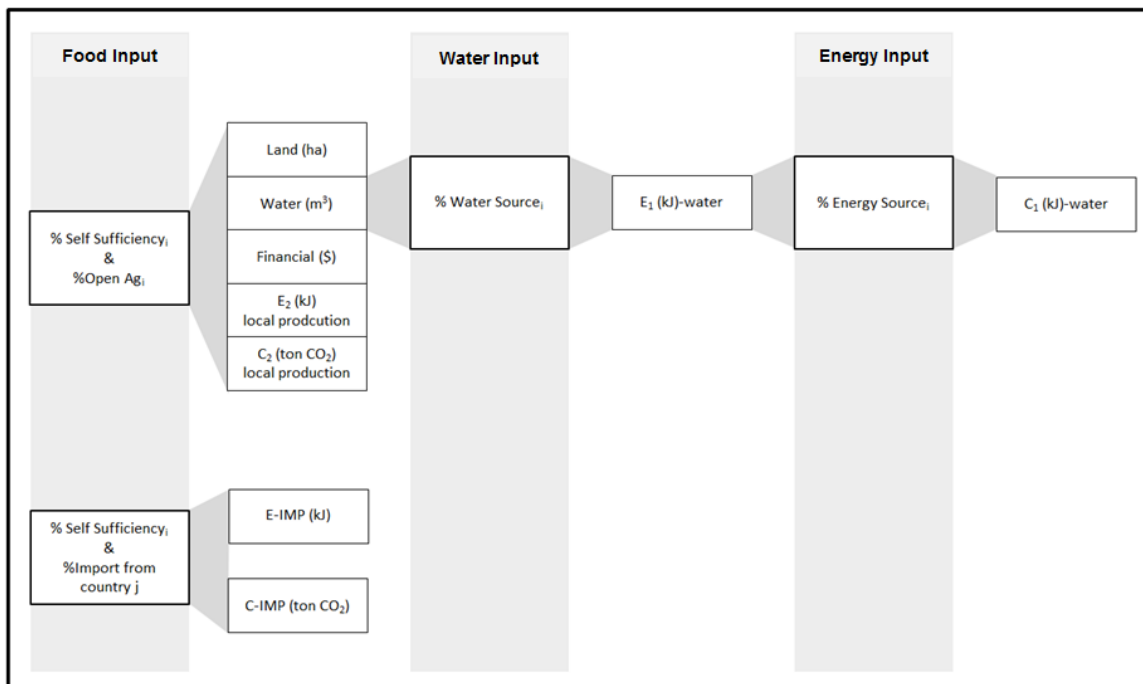 Food Input
Water Input
Energy Input
% Self Sufficiencyᵢ
&
%Open Agᵢ
Land (ha)
Water (m³)
Financial ($)
E₂ (kJ)
local prodcution
C₂ (ton CO₂)
local production
% Water Sourceᵢ
E₁ (kJ)-water
% Energy Sourceᵢ
C₁ (kJ)-water
% Self Sufficiencyᵢ
&
%Import from
country j
E-IMP (kJ)
C-IMP (ton CO₂)